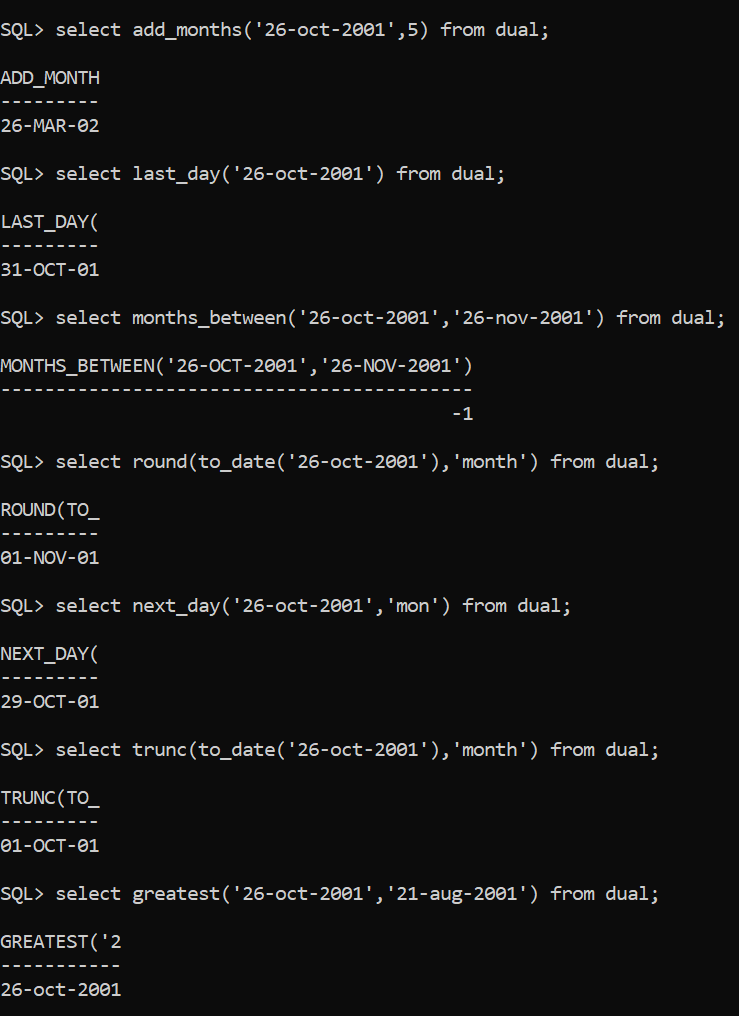 SQL> select add_months('26-oct-2001',5) from dual;
ADD_MONTH
---------
26-MAR-02
SQL> select last_day('26-oct-2001') from dual;
LAST_DAY(
---------
31-OCT-01
SQL> select months_between('26-oct-2001','26-nov-2001') from dual;
MONTHS_BETWEEN('26-OCT-2001','26-NOV-2001')
-------------------------------------------
-1
SQL> select round(to_date('26-oct-2001'),'month') from dual;
ROUND(TO_
---------
01-NOV-01
SQL> select next_day('26-oct-2001','mon') from dual;
NEXT_DAY(
---------
29-OCT-01
SQL> select trunc(to_date('26-oct-2001'),'month') from dual;
TRUNC(TO_
---------
01-OCT-01
SQL> select greatest('26-oct-2001','21-aug-2001') from dual;
GREATEST('2
-----------
26-oct-2001